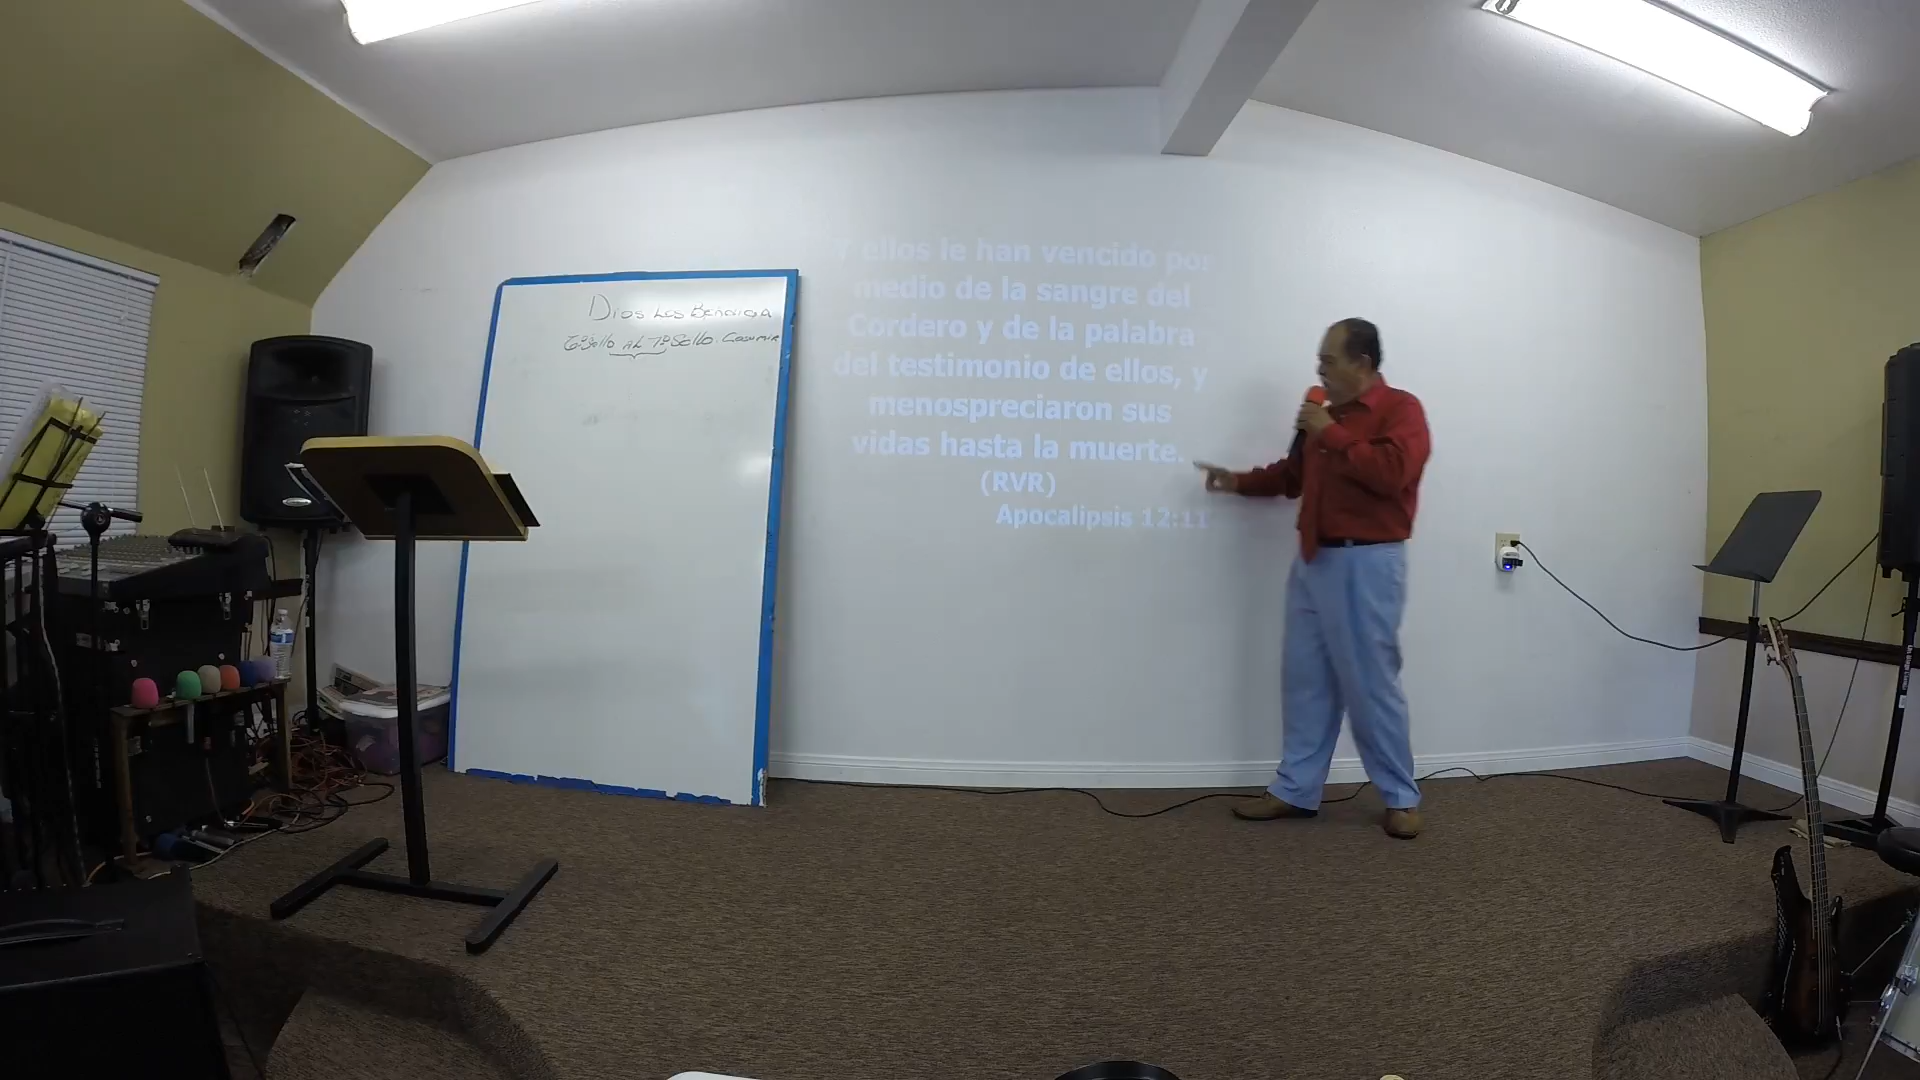 Dios Los Bendiga
6º Sello AL 7º Sello.
Y ellos le han vencido por
medio de la sangre del
Cordero y de la palabra
del testimonio de ellos, y
menospreciaron sus
vidas hasta la muerte.
(RVR)
Apocalipsis 12:11